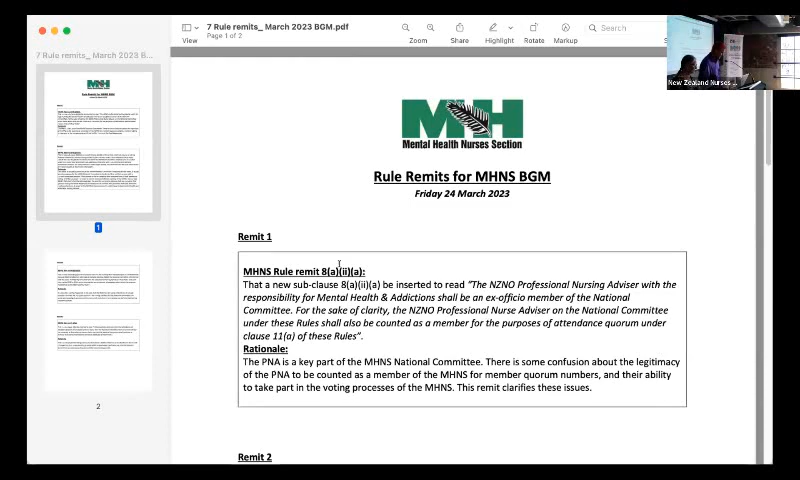 7 Rule remits_ March 2023 BGM.pdf
Page 1 of 2
View
Zoom
Share
Highlight
Rotate
Markup
Search
New Zealand Nurses ...
7 Rule remits_ March 2023 B...
1
2
MH
Mental Health Nurses Section
Rule Remits for MHNS BGM
Friday 24 March 2023
Remit 1
MHNS Rule remit 8(a)(ii)(a):
That a new sub-clause 8(a)(ii)(a) be inserted to read "The NZNO Professional Nursing Adviser with the
responsibility for Mental Health & Addictions shall be an ex-officio member of the National
Committee. For the sake of clarity, the NZNO Professional Nurse Adviser on the National Committee
under these Rules shall also be counted as a member for the purposes of attendance quorum under
clause 11(a) of these Rules".
Rationale:
The PNA is a key part of the MHNS National Committee. There is some confusion about the legitimacy
of the PNA to be counted as a member of the MHNS for member quorum numbers, and their ability
to take part in the voting processes of the MHNS. This remit clarifies these issues.
Remit 2